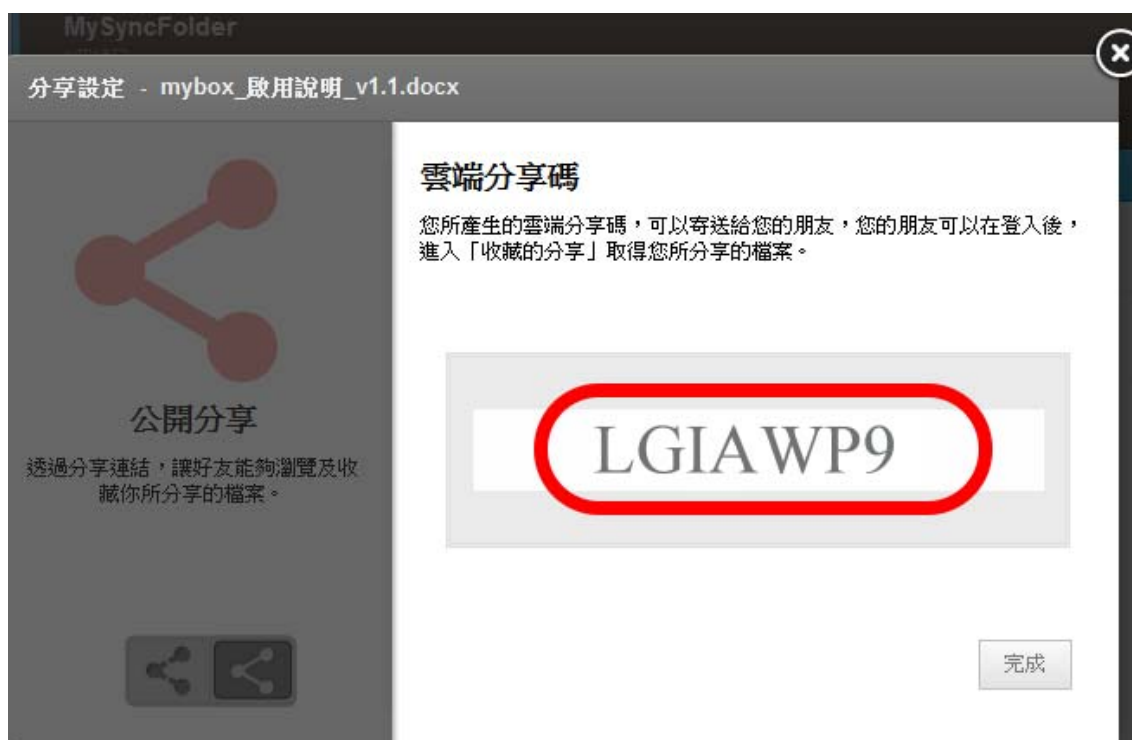 MySyncFolder
分享設定 - mybox_啟用說明_v1.1.docx
雲端分享碼
您所產生的雲端分享碼，可以寄送給您的朋友，您的朋友可以在登入後，
進入「收藏的分享」取得您所分享的檔案。
公開分享
透過分享連結，讓好友能夠瀏覽及收
藏你所分享的檔案。
LGIAWP9
完成